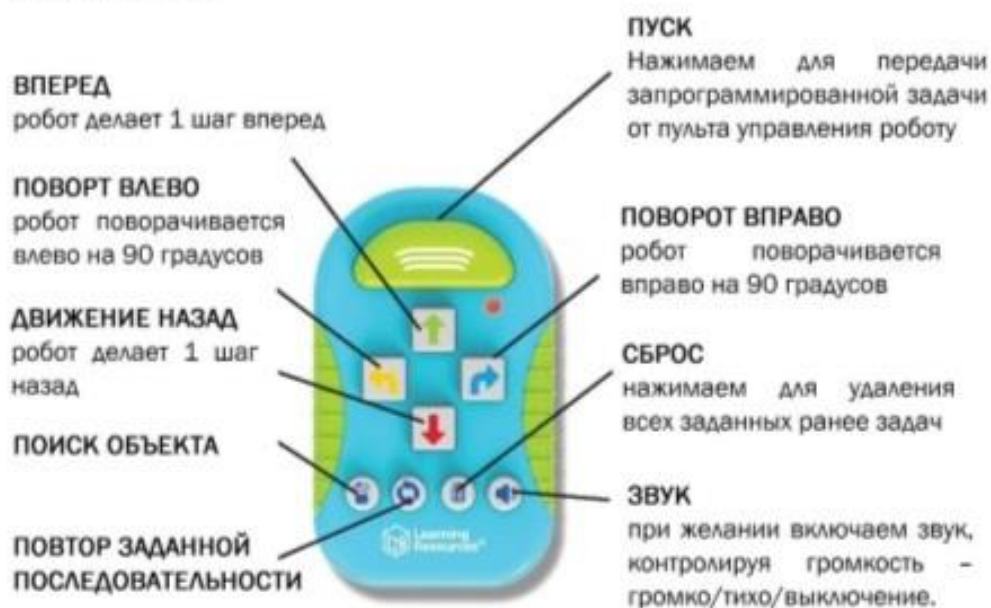 ВПЕРЕД
робот делает 1 шаг вперед
ПОВОРТ ВЛЕВО
робот поворачивается
влево на 90 градусов
ДВИЖЕНИЕ НАЗАД
робот делает 1 шаг
назад
ПОИСК ОБЪЕКТА
ПОВТОР ЗАДАННОЙ
ПОСЛЕДОВАТЕЛЬНОСТИ
ПУСК
Нажимаем для передачи
запрограммированной задачи
от пульта управления роботу
ПОВОРОТ ВПРАВО
робот поворачивается
вправо на 90 градусов
СБРОС
нажимаем для удаления
всех заданных ранее задач
ЗВУК
при желании включаем звук,
контролируя громкость –
громко/тихо/выключение.
Learning
Resources®